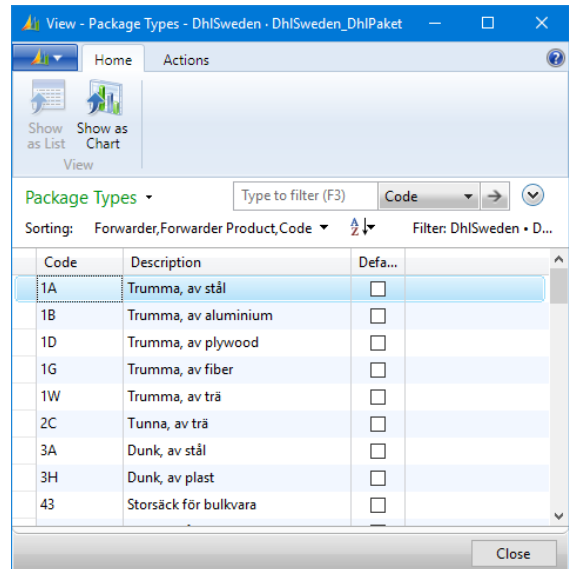 View - Package Types - DhlSweden · DhlSweden_DhlPaket
Home Actions
Show as List
Show as Chart
View
Package Types
Type to filter (F3)
Code
Sorting: Forwarder,Forwarder Product,Code
Filter: DhlSweden • D...
Code Description Defa...
1A Trumma, av stål
1B Trumma, av aluminium
1D Trumma, av plywood
1G Trumma, av fiber
1W Trumma, av trä
2C Tunna, av trä
3A Dunk, av stål
3H Dunk, av plast
43 Storsäck för bulkvara
Close